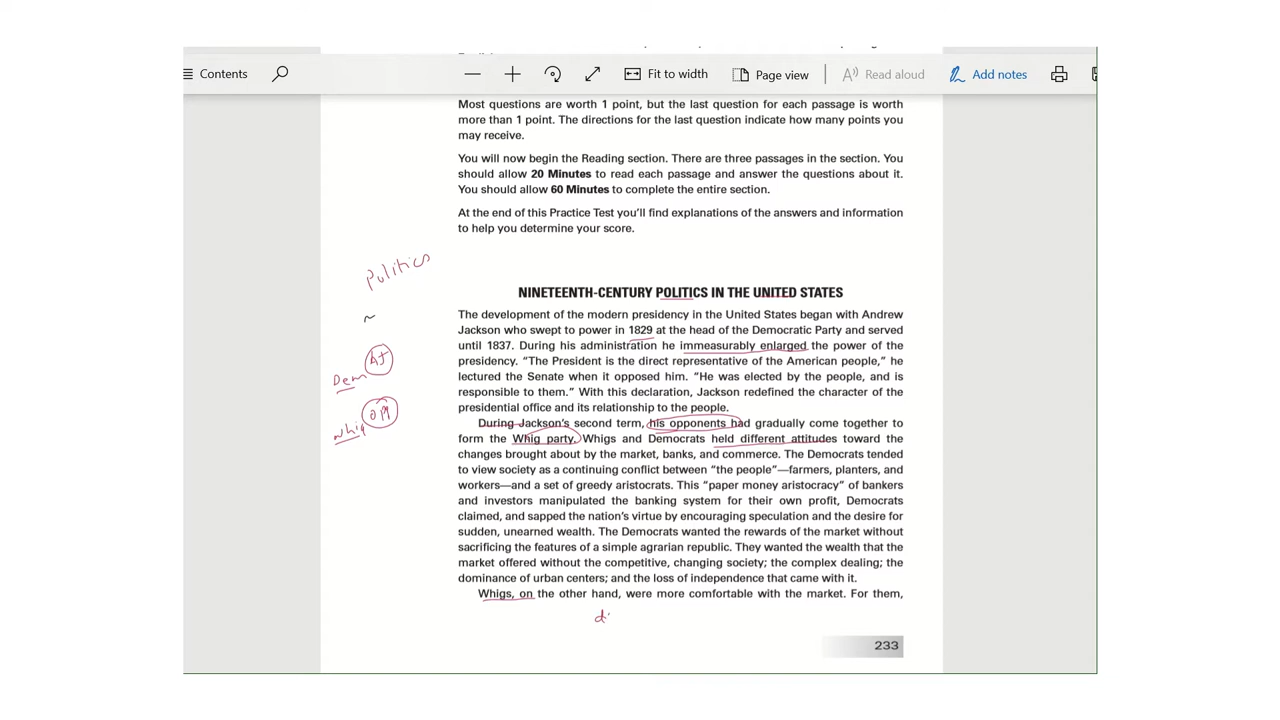 Contents
Fit to width
Page view
Read aloud
Add notes
Most questions are worth 1 point, but the last question for each passage is worth
more than 1 point. The directions for the last question indicate how many points you
may receive.
You will now begin the Reading section. There are three passages in the section. You
should allow 20 Minutes to read each passage and answer the questions about it.
You should allow 60 Minutes to complete the entire section.
At the end of this Practice Test you'll find explanations of the answers and information
to help you determine your score.
Politics
NINETEENTH-CENTURY POLITICS IN THE UNITED STATES
The development of the modern presidency in the United States began with Andrew
Jackson who swept to power in 1829 at the head of the Democratic Party and served
until 1837. During his administration he immeasurably enlarged the power of the
presidency. "The President is the direct representative of the American people," he
lectured the Senate when it opposed him. "He was elected by the people, and is
responsible to them." With this declaration, Jackson redefined the character of the
presidential office and its relationship to the people.
AJ
Dem
opp
Whig
During Jackson's second term, his opponents had gradually come together to
form the Whig party. Whigs and Democrats held different attitudes toward the
changes brought about by the market, banks, and commerce. The Democrats tended
to view society as a continuing conflict between "the people"—farmers, planters, and
workers—and a set of greedy aristocrats. This "paper money aristocracy" of bankers
and investors manipulated the banking system for their own profit, Democrats
claimed, and sapped the nation's virtue by encouraging speculation and the desire for
sudden, unearned wealth. The Democrats wanted the rewards of the market without
sacrificing the features of a simple agrarian republic. They wanted the wealth that the
market offered without the competitive, changing society; the complex dealing; the
dominance of urban centers; and the loss of independence that came with it.
Whigs, on the other hand, were more comfortable with the market. For them,
233